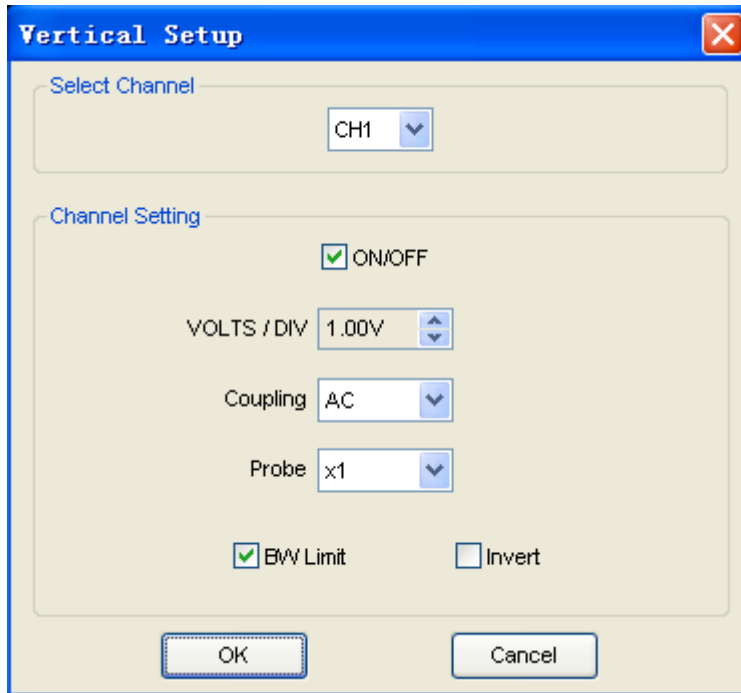 Vertical Setup
Select Channel
CH1
Channel Setting
ON/OFF
VOLTS / DIV 1.00V
Coupling AC
Probe x1
BW Limit Invert
OK Cancel